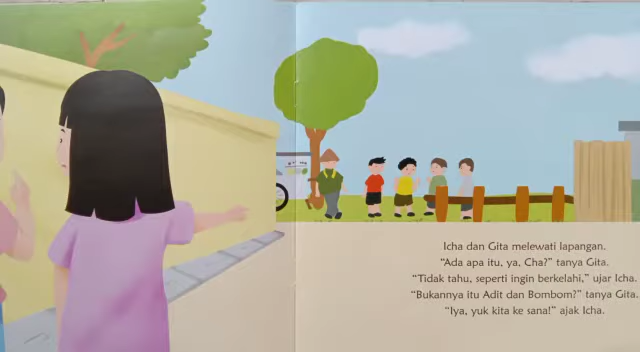 Icha dan Gita melewati lapangan.
“Ada apa itu, ya, Cha?” tanya Gita.
“Tidak tahu, seperti ingin berkelahi,” ujar Icha.
“Bukannya itu Adit dan Bombom?” tanya Gita.
“Iya, yuk kita ke sana!” ajak Icha.